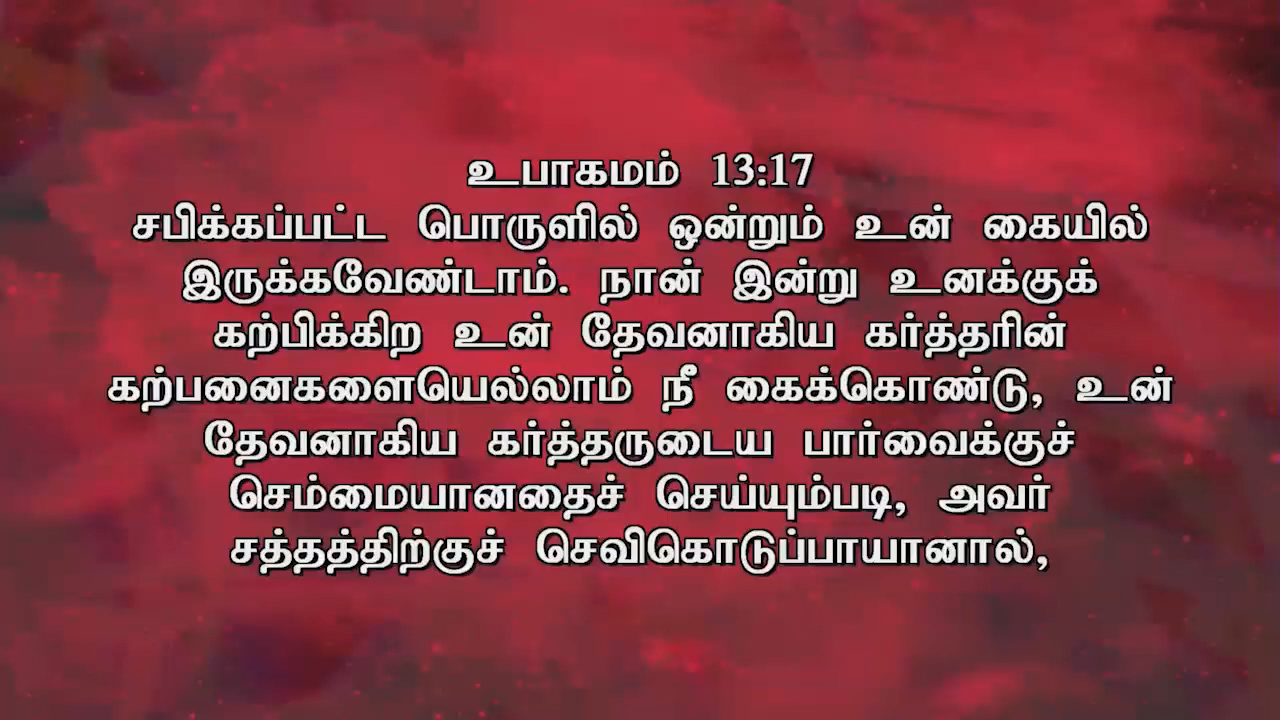 உபாகமம் 13:17
சபிக்கப்பட்ட பொருளில் ஒன்றும் உன் கையில்
இருக்கவேண்டாம். நான் இன்று உனக்குக்
கற்பிக்கிற உன் தேவனாகிய கர்த்தரின்
கற்பனைகளையெல்லாம் நீ கைக்கொண்டு, உன்
தேவனாகிய கர்த்தருடைய பார்வைக்குச்
செம்மையானதைச் செய்யும்படி, அவர்
சத்தத்திற்குச் செவிகொடுப்பாயானால்,